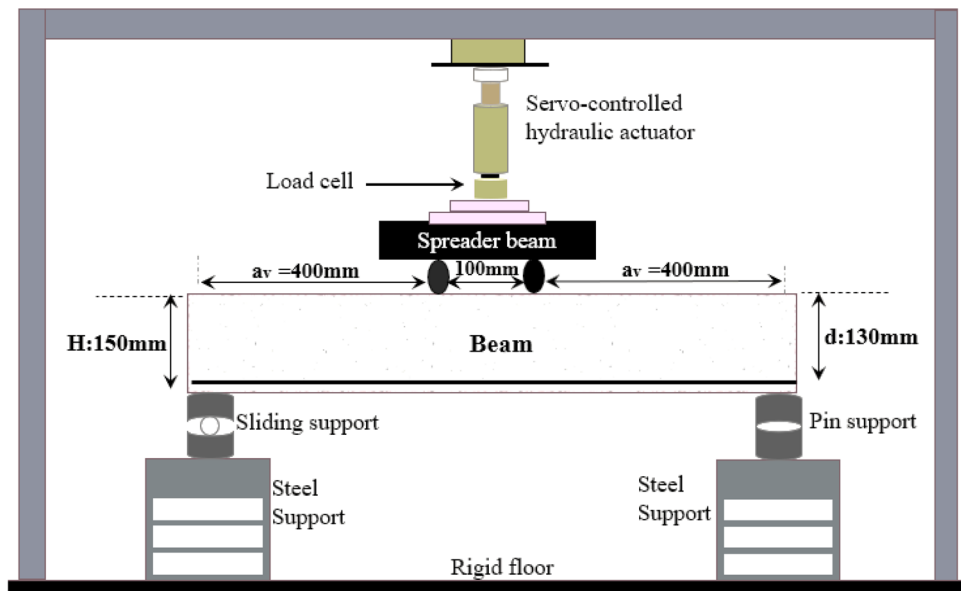 Servo-controlled
hydraulic actuator
Load cell
Spreader beam
av =400mm
100mm
av =400mm
H:150mm
Beam
d:130mm
Sliding support
Pin support
Steel
Support
Steel
Support
Rigid floor